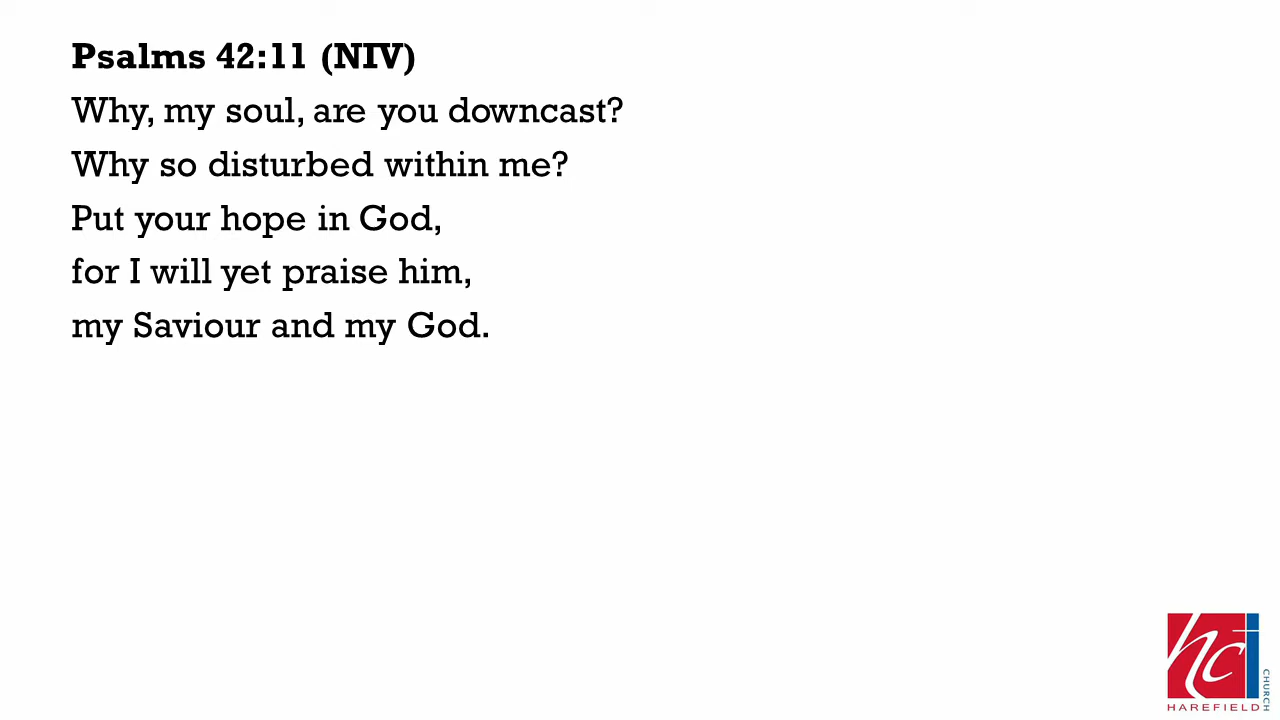 Psalms 42:11 (NIV)
Why, my soul, are you downcast?
Why so disturbed within me?
Put your hope in God,
for I will yet praise him,
my Saviour and my God.
hc
HAREFIELD
CHURCH